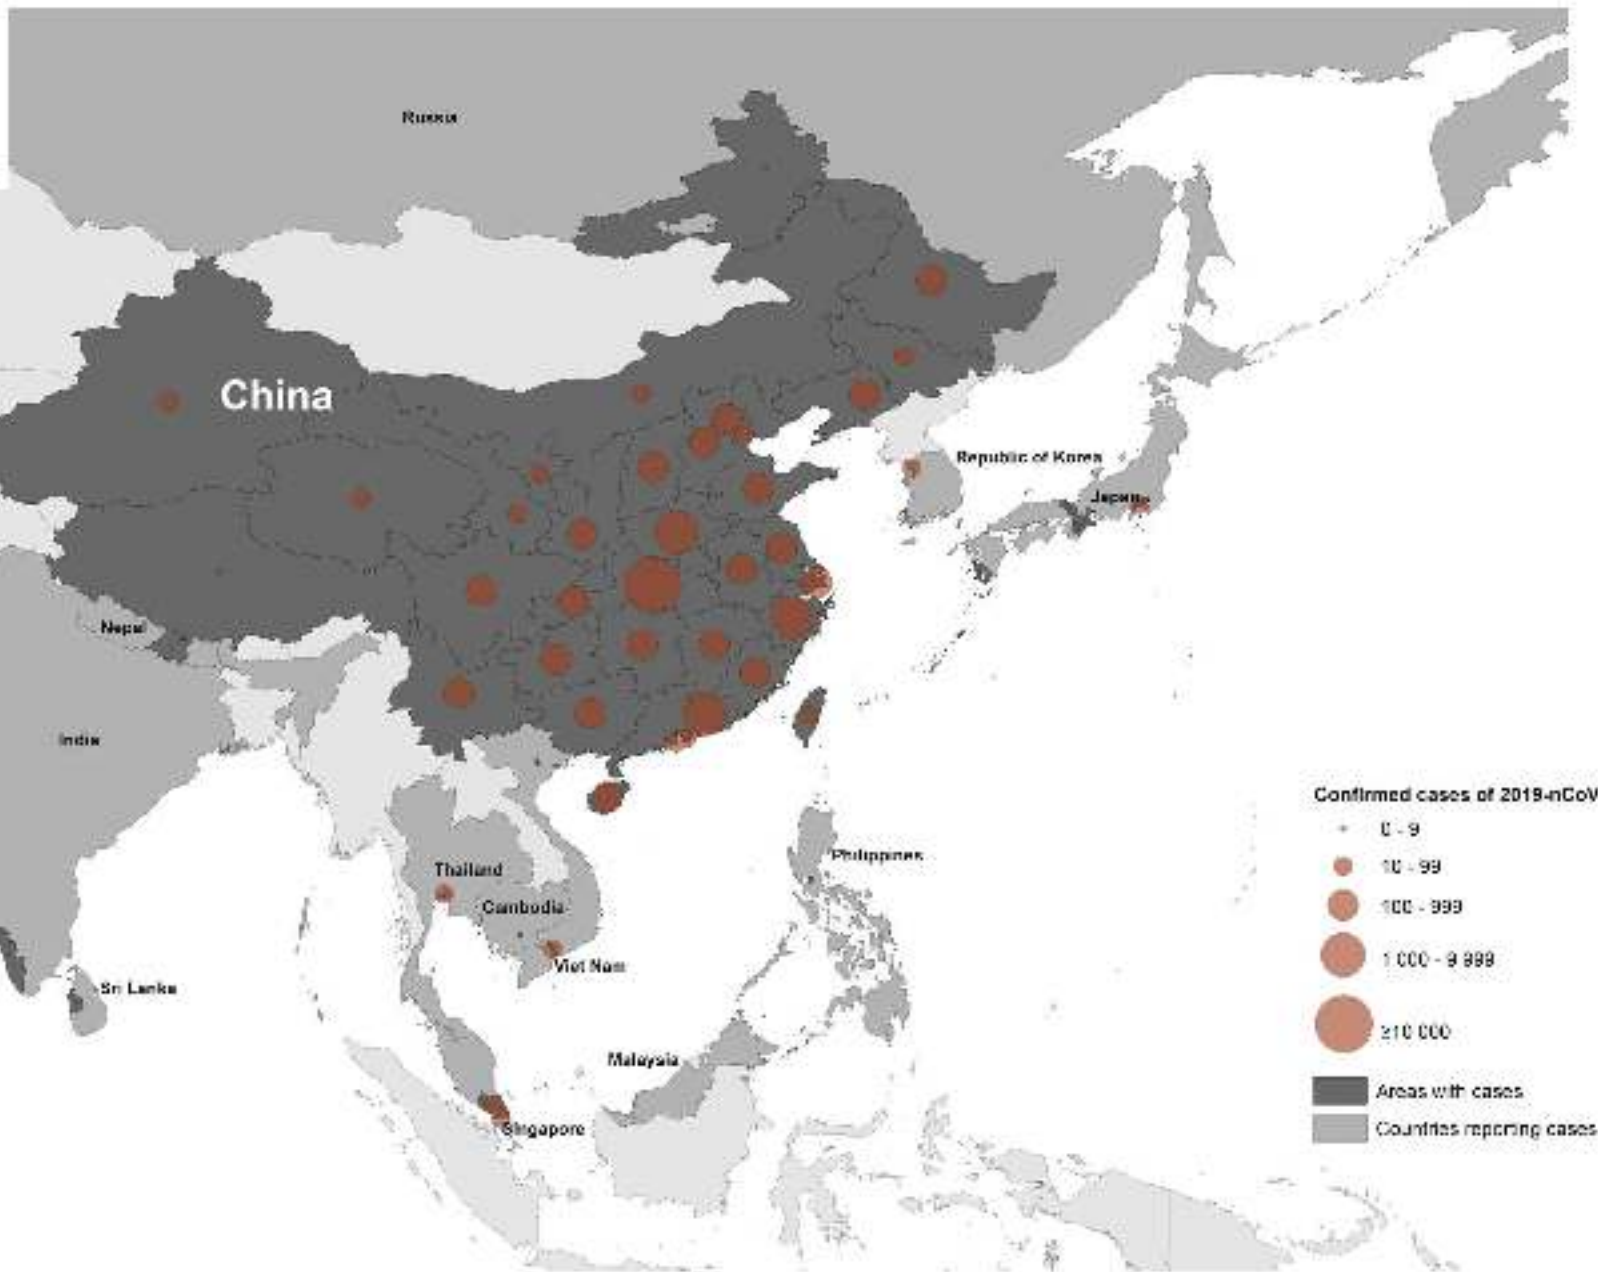 Russia
China
Republic of Korea
Japan
Nepal
India
Confirmed cases of 2019-nCoV
0 - 9
Philippines
10 - 99
Thailand
Cambodia
100 - 999
1 000 - 9 999
Viet Nam
Sri Lanka
≥10 000
Malaysia
Areas with cases
Singapore
Countries reporting cases